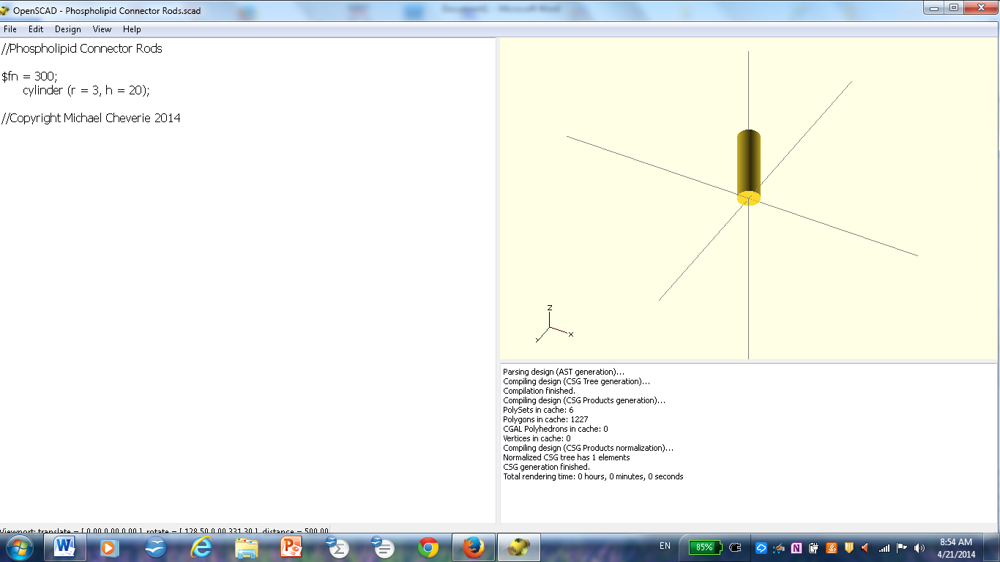 OpenSCAD - Phospholipid Connector Rods.scad
Document1 - Microsoft Word
File Edit Design View Help
//Phospholipid Connector Rods
$fn = 300;
cylinder (r = 3, h = 20);
//Copyright Michael Cheverie 2014
z
x
y
Parsing design (AST generation)...
Compiling design (CSG Tree generation)...
Compilation finished.
Compiling design (CSG Products generation)...
PolySets in cache: 6
Polygons in cache: 1227
CGAL Polyhedrons in cache: 0
Vertices in cache: 0
Compiling design (CSG Products normalization)...
Normalized CSG tree has 1 elements
CSG generation finished.
Total rendering time: 0 hours, 0 minutes, 0 seconds
Viewport: translate = [ 0.00 0.00 0.00 ], rotate = [ 128.50 0.00 331.30 ], distance = 500.00
EN
85%
8:54 AM
4/21/2014